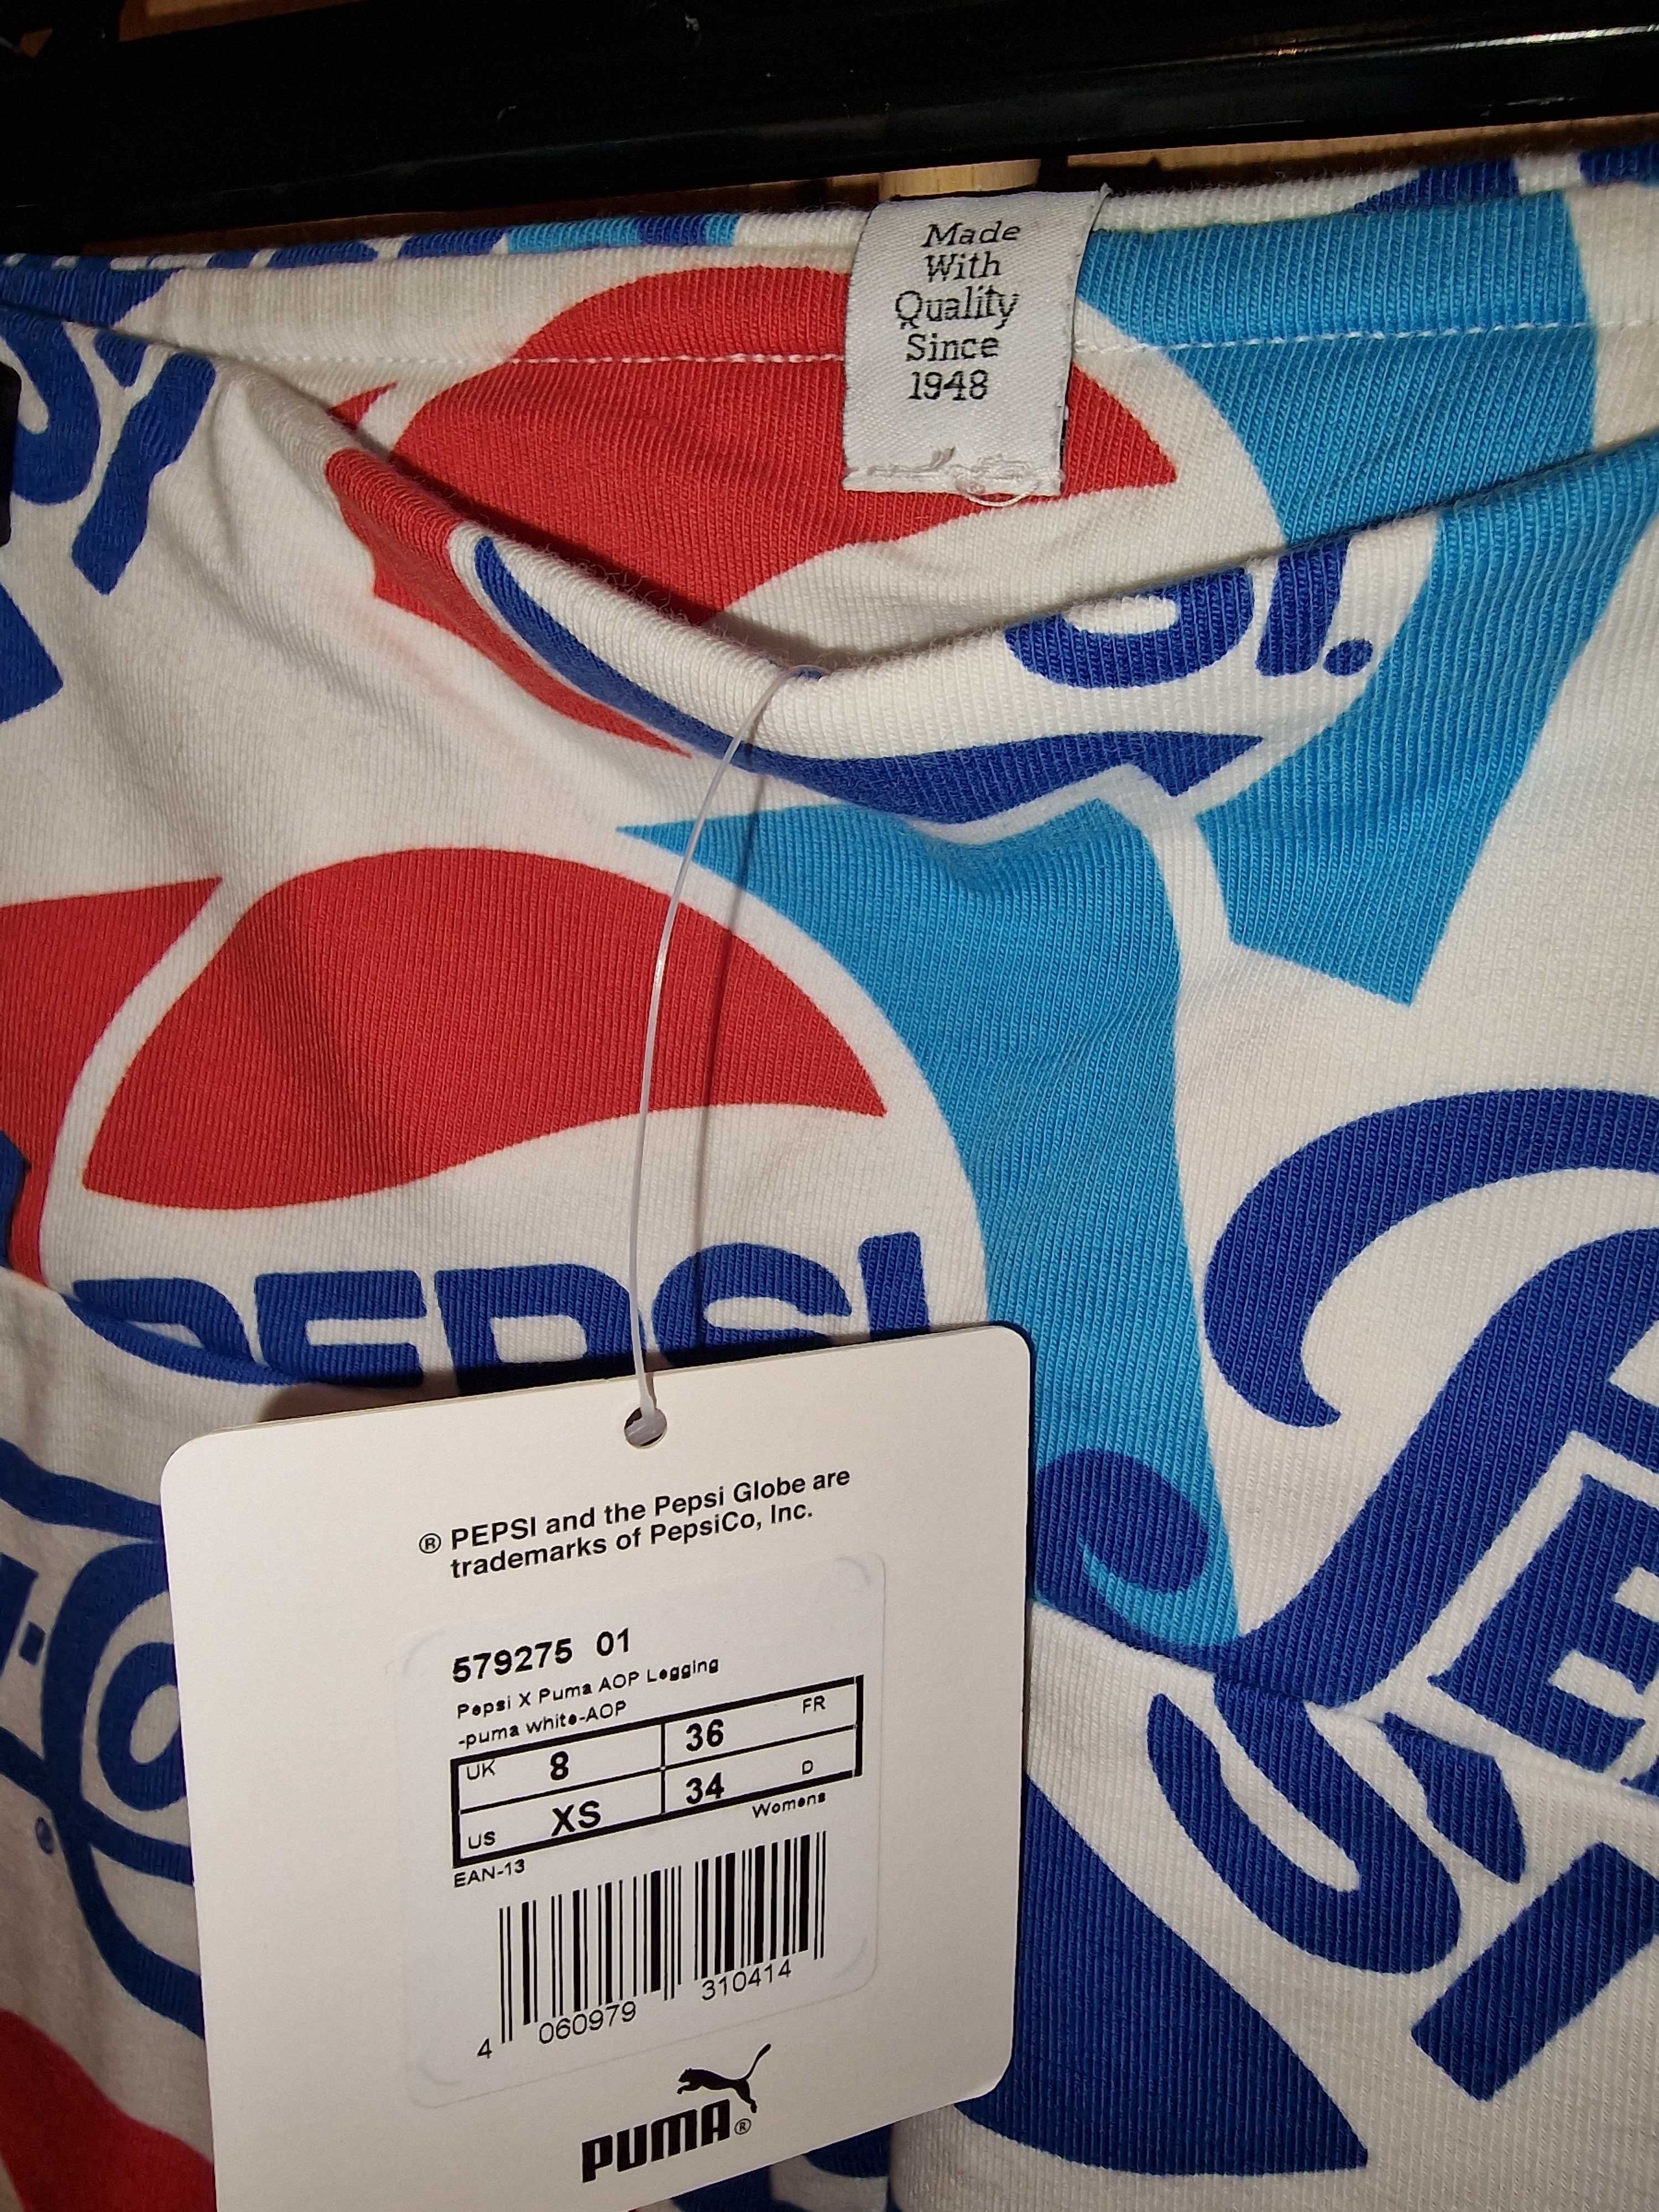 Made
With
Quality
Since
1948
SI.
PEPSI
® PEPSI and the Pepsi Globe are
trademarks of PepsiCo, Inc.
579275 01
Pepsi X Puma AOP Legging
-puma white-AOP
UK 8 36 FR
US XS 34 D
Womens
EAN-13
4 060979 310414
PUMA®